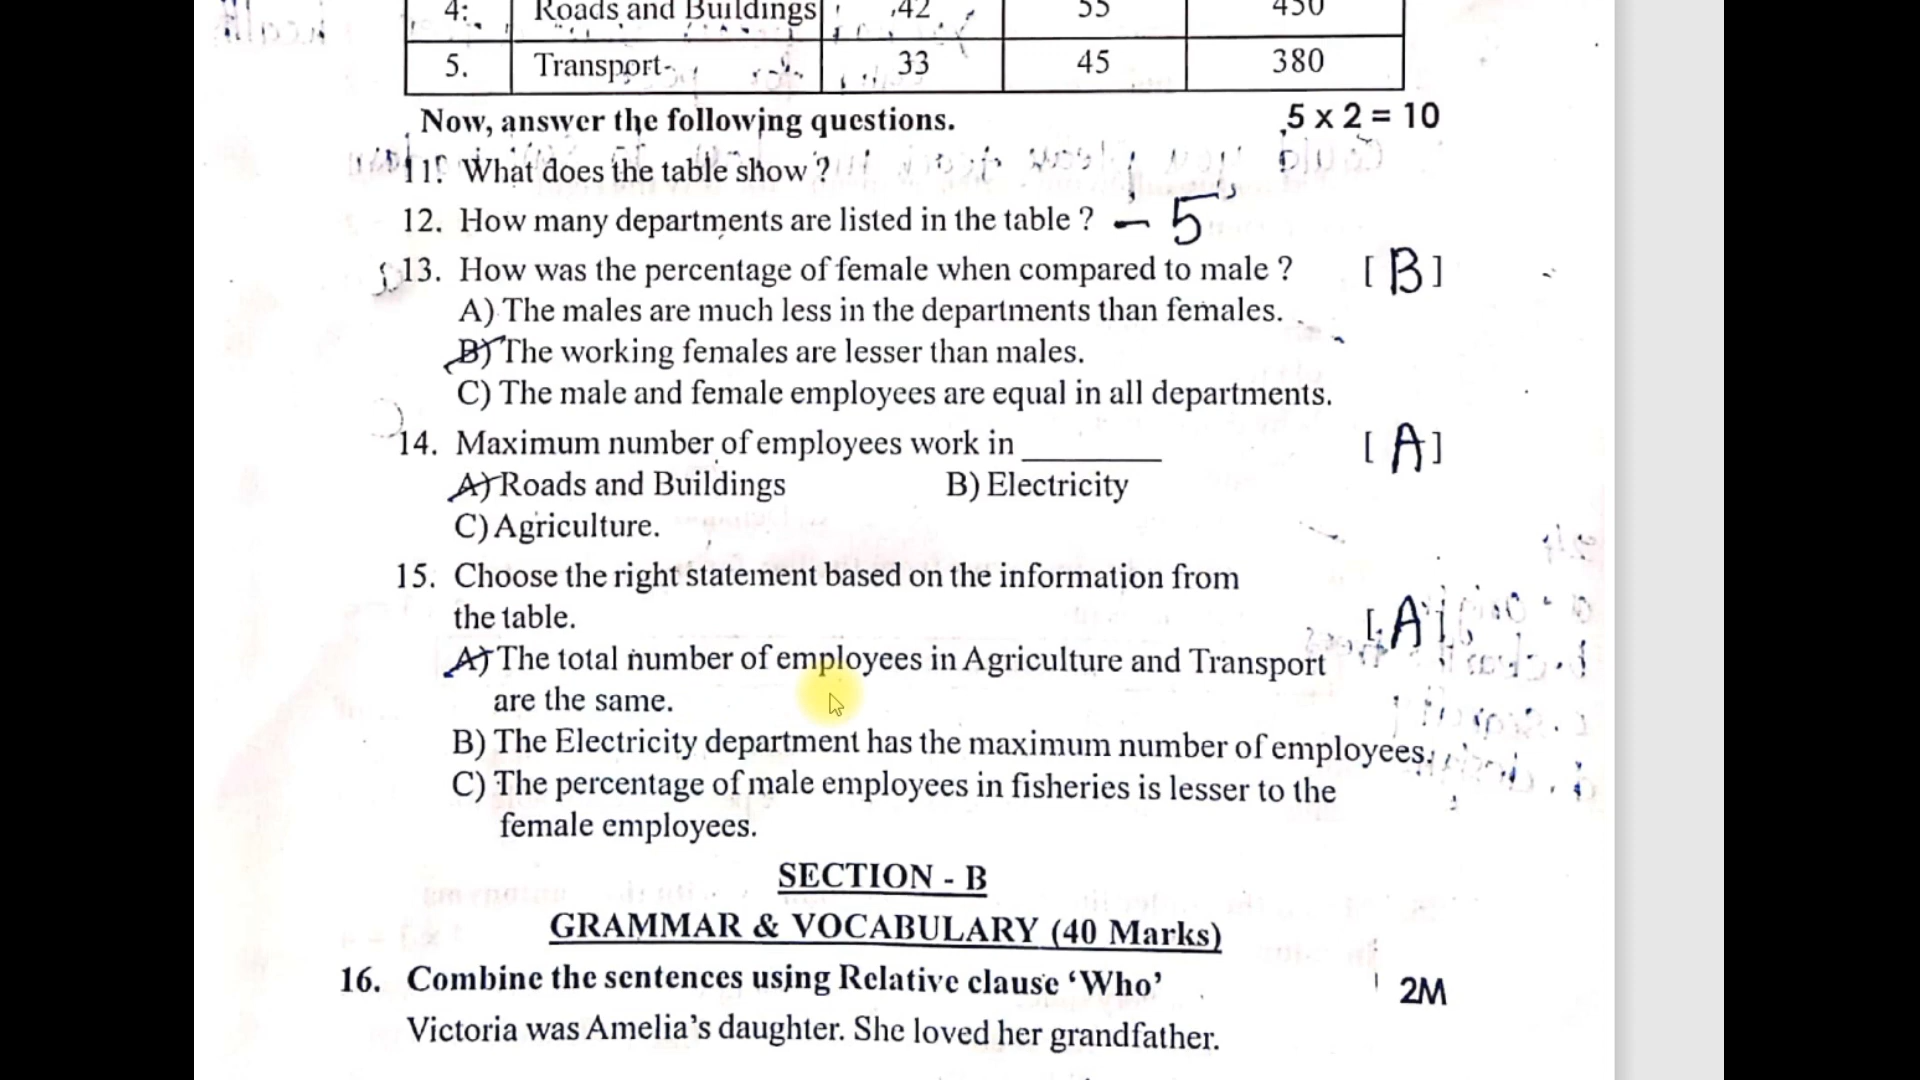 4. Roads and Buildings 42 55 450
5. Transport 33 45 380
Now, answer the following questions. 5 x 2 = 10
11. What does the table show ?
12. How many departments are listed in the table ? – 5
13. How was the percentage of female when compared to male ? [ B ]
A) The males are much less in the departments than females.
B) The working females are lesser than males.
C) The male and female employees are equal in all departments.
14. Maximum number of employees work in ________ [ A ]
A) Roads and Buildings B) Electricity
C) Agriculture.
15. Choose the right statement based on the information from
the table. [ A ]
A) The total number of employees in Agriculture and Transport
are the same.
B) The Electricity department has the maximum number of employees.
C) The percentage of male employees in fisheries is lesser to the
female employees.
SECTION - B
GRAMMAR & VOCABULARY (40 Marks)
16. Combine the sentences using Relative clause ‘Who’ 2M
Victoria was Amelia’s daughter. She loved her grandfather.